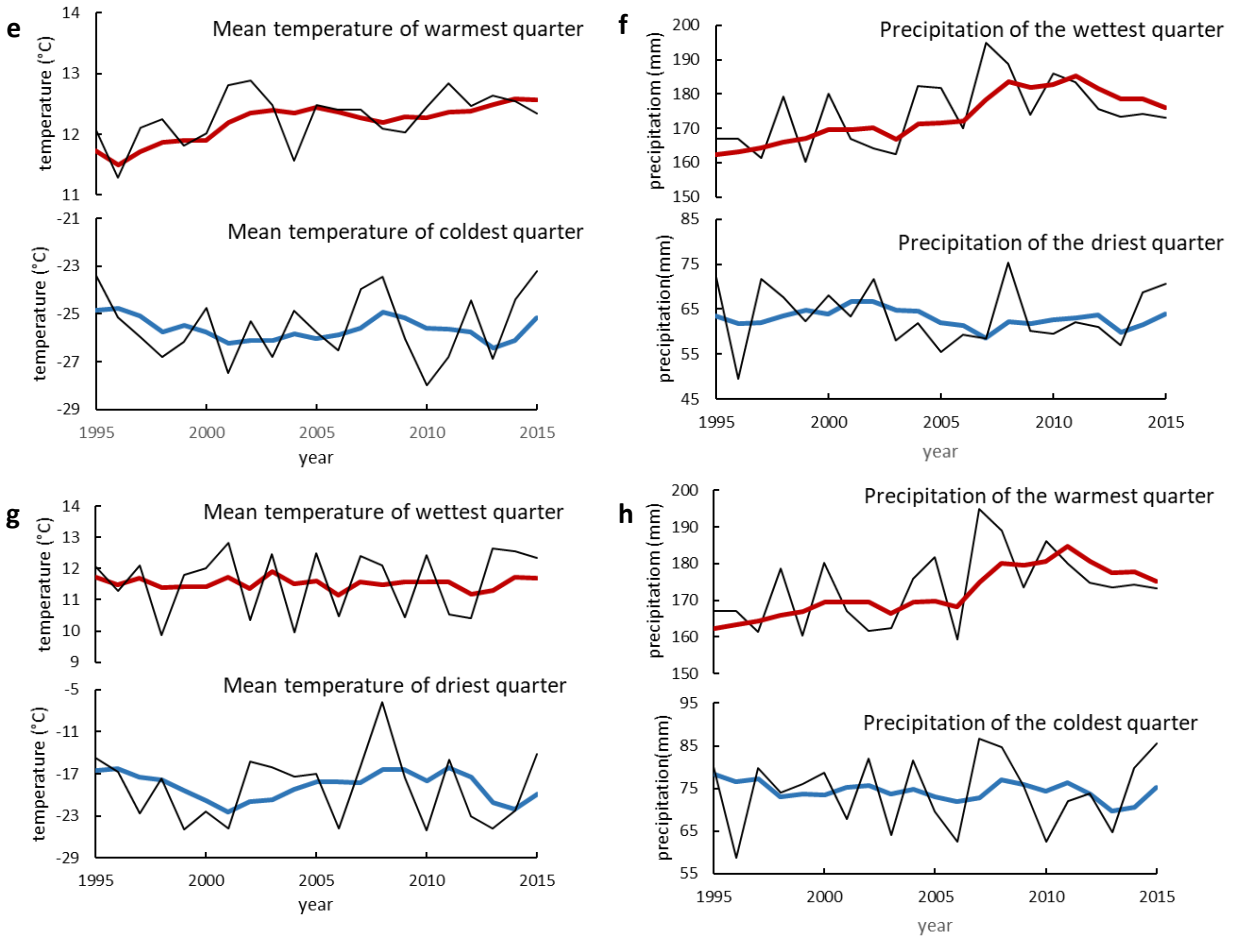 e
Mean temperature of warmest quarter
temperature (°C)
14
13
12
11
Mean temperature of coldest quarter
temperature (°C)
-21
-23
-25
-27
-29
1995 2000 2005 2010 2015
year
f
Precipitation of the wettest quarter
precipitatiom (mm)
200
190
180
170
160
150
Precipitation of the driest quarter
precipitation(mm)
85
75
65
55
45
1995 2000 2005 2010 2015
year
g
Mean temperature of wettest quarter
temperature (°C)
14
13
12
11
10
9
Mean temperature of driest quarter
temperature (°C)
-5
-11
-17
-23
-29
1995 2000 2005 2010 2015
year
h
Precipitation of the warmest quarter
precipitatiom (mm)
200
190
180
170
160
150
Precipitation of the coldest quarter
precipitation(mm)
95
85
75
65
55
1995 2000 2005 2010 2015
year